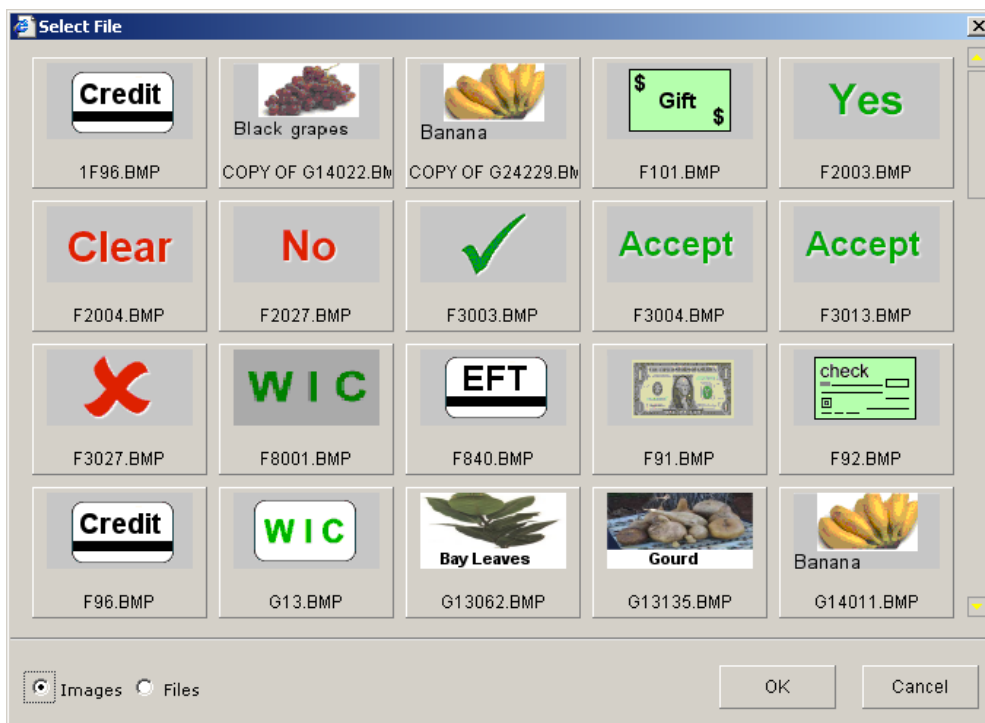 Select File
Credit
Black grapes
Banana
$ Gift $
Yes
1F96.BMP
COPY OF G14022.BM
COPY OF G24229.BM
F101.BMP
F2003.BMP
Clear
No
Accept
Accept
F2004.BMP
F2027.BMP
F3003.BMP
F3004.BMP
F3013.BMP
W I C
EFT
check
F3027.BMP
F8001.BMP
F840.BMP
F91.BMP
F92.BMP
Credit
W I C
Bay Leaves
Gourd
Banana
F96.BMP
G13.BMP
G13062.BMP
G13135.BMP
G14011.BMP
Images
Files
OK
Cancel